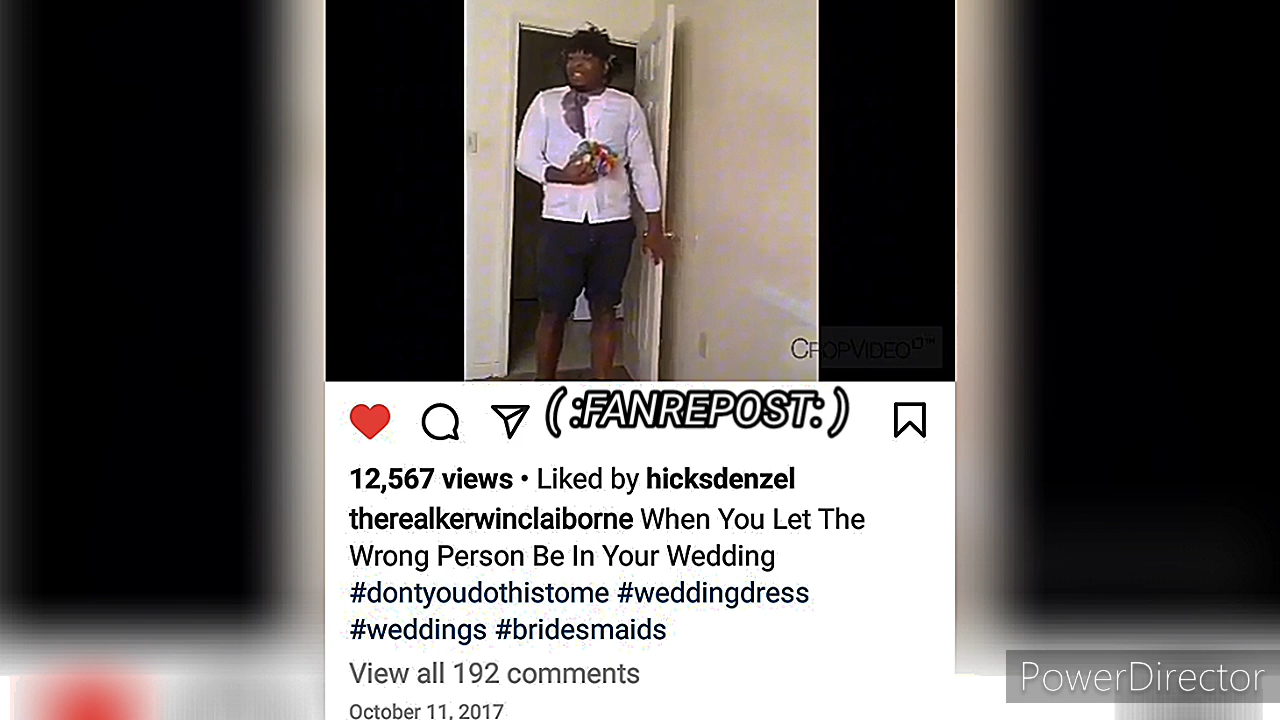 CROPVIDEO™
(:FANREPOST:)
12,567 views • Liked by hicksdenzel
therealkerwinclaiborne When You Let The
Wrong Person Be In Your Wedding
#dontyoudothistome #weddingdress
#weddings #bridesmaids
View all 192 comments
October 11, 2017
PowerDirector